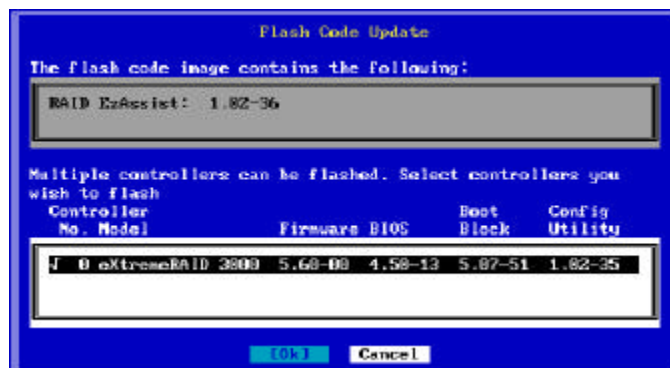 Flash Code Update
The flash code image contains the following:
RAID EzAssist: 1.02-36
Multiple controllers can be flashed. Select controllers you
wish to flash
Controller Boot Config
No. Model Firmware BIOS Block Utility
√ 0 eXtremeRAID 3000 5.60-00 4.50-13 5.07-51 1.02-35
[Ok] Cancel